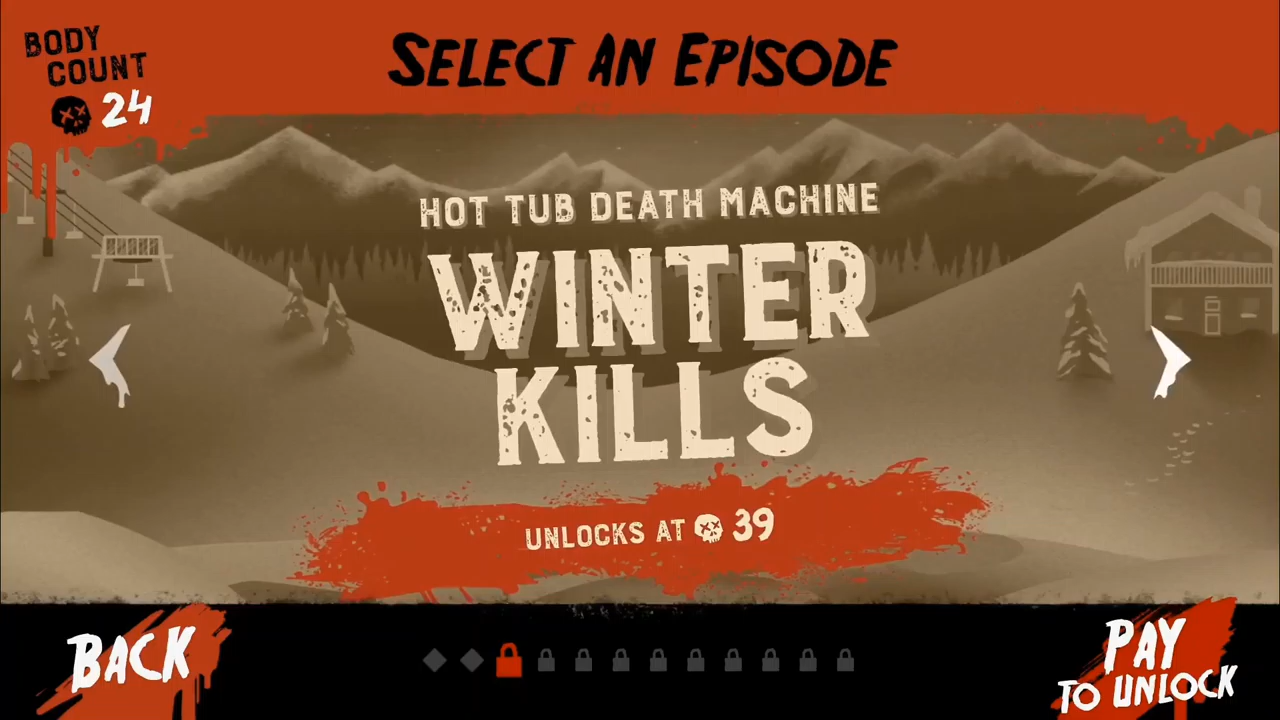 BODY
COUNT
24
SELECT AN EPISODE
HOT TUB DEATH MACHINE
WINTER
KILLS
UNLOCKS AT 39
BACK
PAY
TO UNLOCK